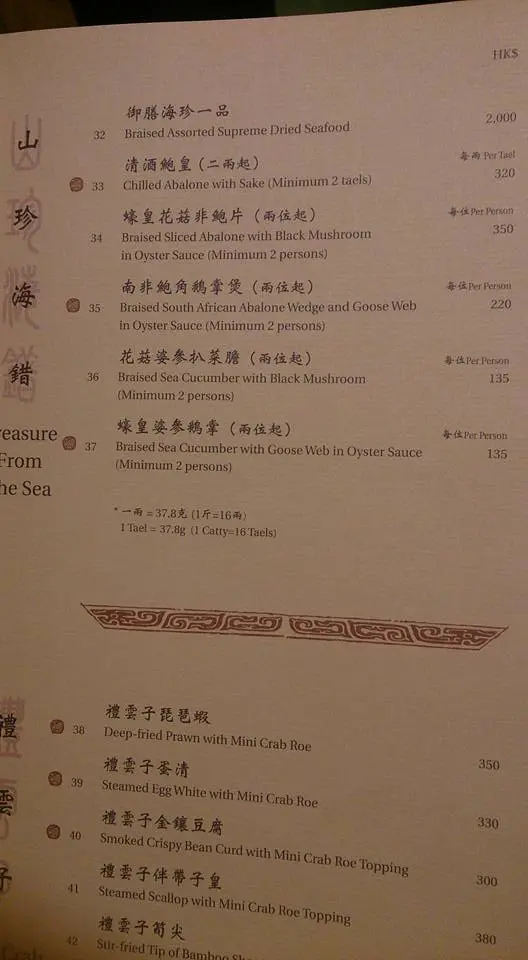 HK$
山珍海錯
Treasure
From
the Sea
御膳海珍一品
32 Braised Assorted Supreme Dried Seafood 2,000
清酒鮑皇 (二兩起) 每兩 Per Tael
33 Chilled Abalone with Sake (Minimum 2 taels) 320
蠔皇花菇非鮑片 (兩位起) 每位 Per Person
34 Braised Sliced Abalone with Black Mushroom 350
in Oyster Sauce (Minimum 2 persons)
南非鮑角鵝掌煲 (兩位起) 每位 Per Person
35 Braised South African Abalone Wedge and Goose Web 220
in Oyster Sauce (Minimum 2 persons)
花菇婆參扒菜膽 (兩位起) 每位 Per Person
36 Braised Sea Cucumber with Black Mushroom 135
(Minimum 2 persons)
蠔皇婆參鵝掌 (兩位起) 每位 Per Person
37 Braised Sea Cucumber with Goose Web in Oyster Sauce 135
(Minimum 2 persons)
* 一兩 = 37.8克 (1斤=16兩)
1 Tael = 37.8g (1 Catty=16 Taels)
禮雲子
禮雲子琵琶蝦
38 Deep-fried Prawn with Mini Crab Roe 350
禮雲子蛋清
39 Steamed Egg White with Mini Crab Roe 330
禮雲子金鑲豆腐
40 Smoked Crispy Bean Curd with Mini Crab Roe Topping 300
禮雲子伴帶子皇
41 Steamed Scallop with Mini Crab Roe Topping 380
禮雲子筍尖
42 Stir-fried Tip of Bamboo